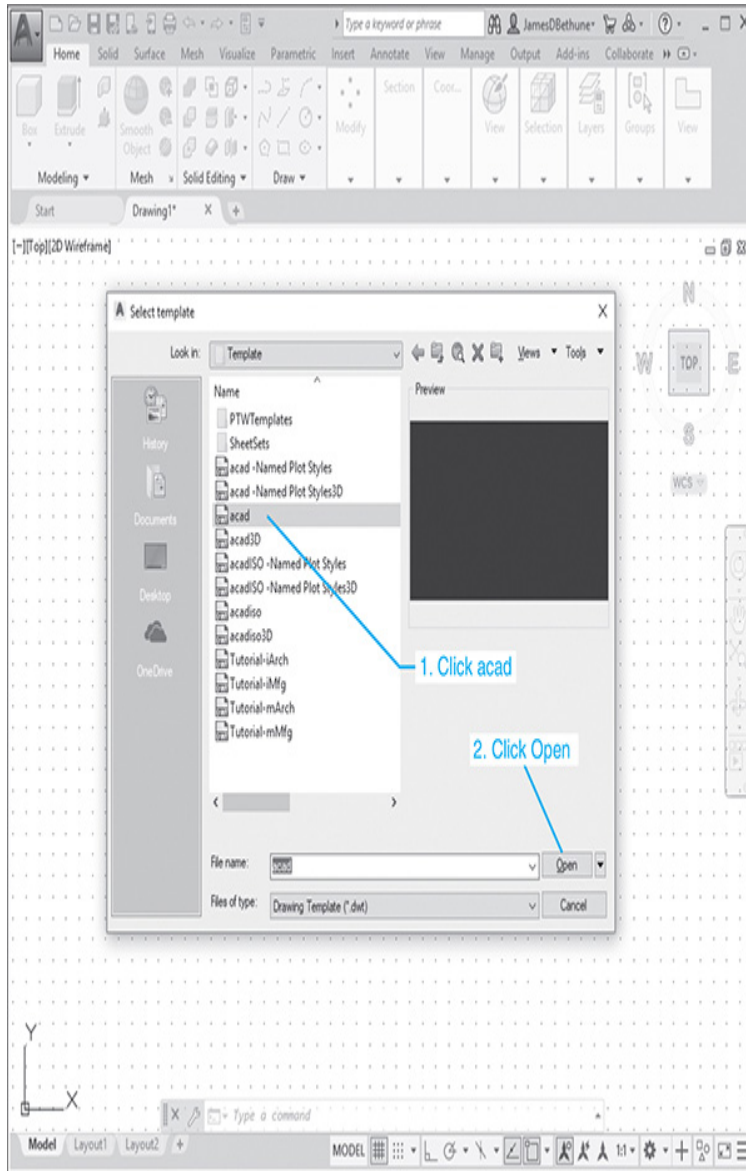 A
Type a keyword or phrase
JamesDBethune
Home Solid Surface Mesh Visualize Parametric Insert Annotate View Manage Output Add-ins Collaborate
Box Extrude
Smooth Object
Modify
Section
Coor...
View
Selection
Layers
Groups
View
Modeling
Mesh
Solid Editing
Draw
Start
Drawing1*
[−][Top][2D Wireframe]
N
W
TOP
E
S
WCS
A Select template
Look in:
Template
Views
Tools
History
Documents
Desktop
OneDrive
Name
PTWTemplates
SheetSets
acad -Named Plot Styles
acad -Named Plot Styles3D
acad
acad3D
acadISO -Named Plot Styles
acadISO -Named Plot Styles3D
acadiso
acadiso3D
Tutorial-iArch
Tutorial-iMfg
Tutorial-mArch
Tutorial-mMfg
Preview
1. Click acad
2. Click Open
File name:
acad
Open
Files of type:
Drawing Template (*.dwt)
Cancel
Y
X
Type a command
Model Layout1 Layout2 +
MODEL
1:1